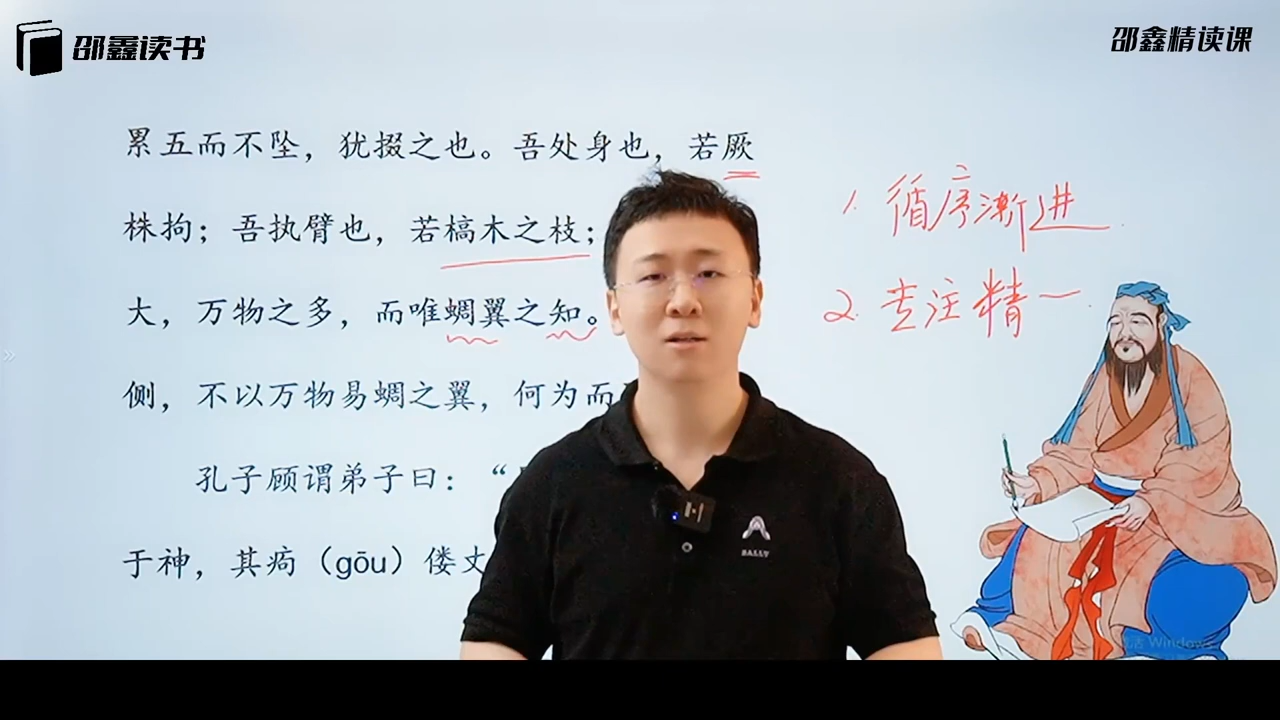 邵鑫读书
邵鑫精读课
累五而不坠，犹掇之也。吾处身也，若厥
株拘；吾执臂也，若槁木之枝；
大，万物之多，而唯蜩翼之知。
侧，不以万物易蜩之翼，何为而
孔子顾谓弟子曰：“
于神，其痀（gōu）偻丈
1. 循序渐进
2. 专注精一
BALLY
Windows